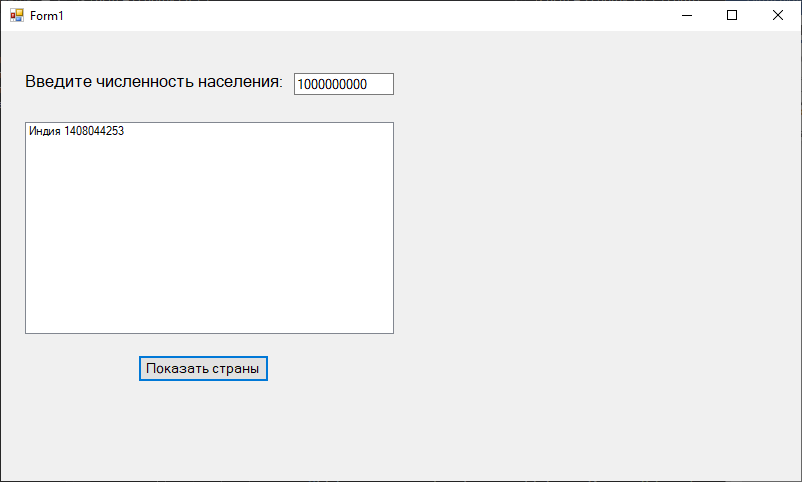 Form1
Введите численность населения: 1000000000
Индия 1408044253
Показать страны